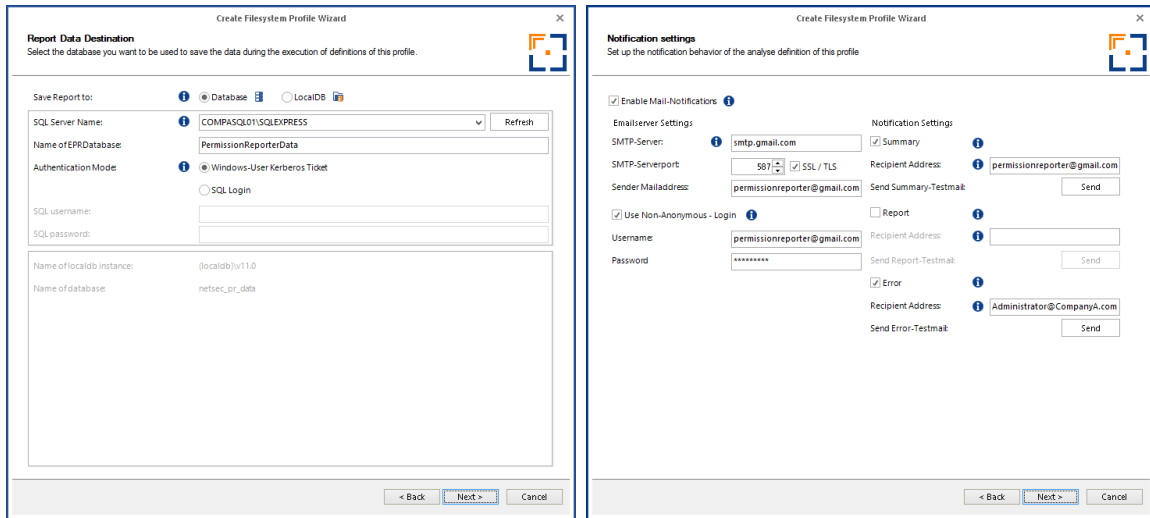 Create Filesystem Profile Wizard
Report Data Destination
Select the database you want to be used to save the data during the execution of definitions of this profile.
Save Report to:
Database
LocalDB
SQL Server Name:
COMPASQL01\SQLEXPRESS
Refresh
Name of EPRDatabase:
PermissionReporterData
Authentication Mode:
Windows-User Kerberos Ticket
SQL Login
SQL username:
SQL password:
Name of localdb instance:
(localdb)\v11.0
Name of database:
netsec_pr_data
< Back
Next >
Cancel
Create Filesystem Profile Wizard
Notification settings
Set up the notification behavior of the analyse definition of this profile
Enable Mail-Notifications
Emailserver Settings
Notification Settings
SMTP-Server:
smtp.gmail.com
Summary
SMTP-Serverport:
587
SSL / TLS
Recipient Address:
permissionreporter@gmail.com
Sender Mailaddress:
permissionreporter@gmail.com
Send Summary-Testmail:
Send
Use Non-Anonymous - Login
Report
Username:
permissionreporter@gmail.com
Recipient Address:
Password
*********
Send Report-Testmail:
Send
Error
Recipient Address:
Administrator@CompanyA.com
Send Error-Testmail:
Send
< Back
Next >
Cancel